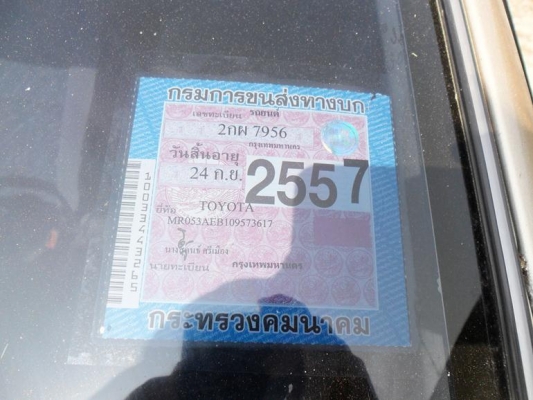 กรมการขนส่งทางบก
เลขทะเบียน รถยนต์
2กผ 7956
กรุงเทพมหานคร
วันสิ้นอายุ
24 ก.ย. 2557
TOYOTA
MR053AEB109573617
นายทะเบียน กรุงเทพมหานคร
กระทรวงคมนาคม
100334443265